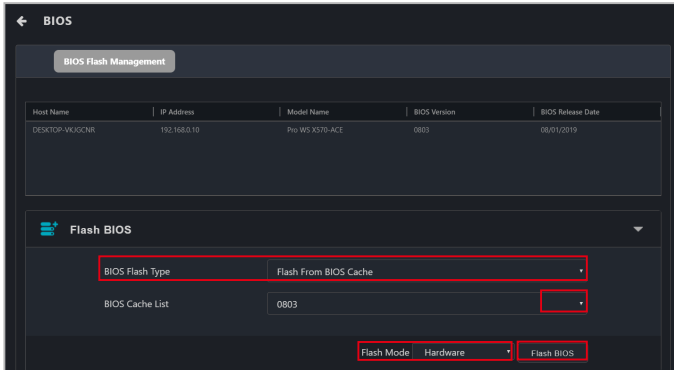 BIOS
BIOS Flash Management
Host Name IP Address Model Name BIOS Version BIOS Release Date
DESKTOP-VKJGCNR 192.168.0.10 Pro WS X570-ACE 0803 08/01/2019
Flash BIOS
BIOS Flash Type Flash From BIOS Cache
BIOS Cache List 0803
Flash Mode Hardware Flash BIOS